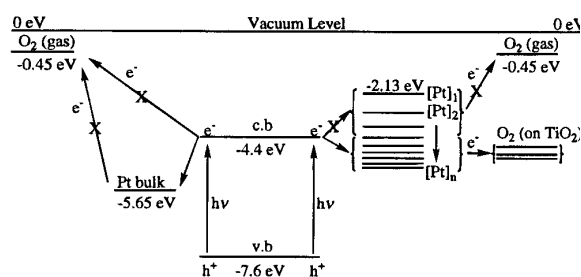 0 eV Vacuum Level 0 eV
O₂ (gas) O₂ (gas)
-0.45 eV -0.45 eV
e⁻ -2.13 eV [Pt]₁ e⁻
X X
[Pt]₂
e⁻ X c.b X O₂ (on TiO₂)
e⁻ e⁻ e⁻
-4.4 eV
Pt bulk [Pt]ₙ
-5.65 eV
hν hν
v.b
h⁺ -7.6 eV h⁺